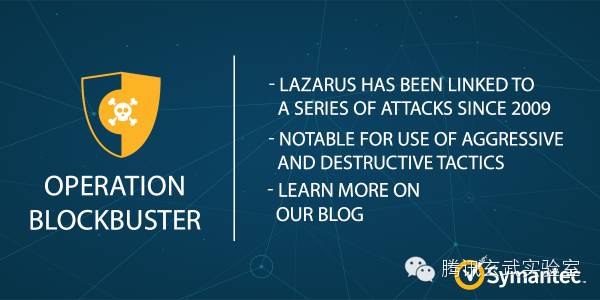 OPERATION
BLOCKBUSTER
- LAZARUS HAS BEEN LINKED TO
A SERIES OF ATTACKS SINCE 2009
- NOTABLE FOR USE OF AGGRESSIVE
AND DESTRUCTIVE TACTICS
- LEARN MORE ON
OUR BLOG
腾讯玄武实验室
Symantec™